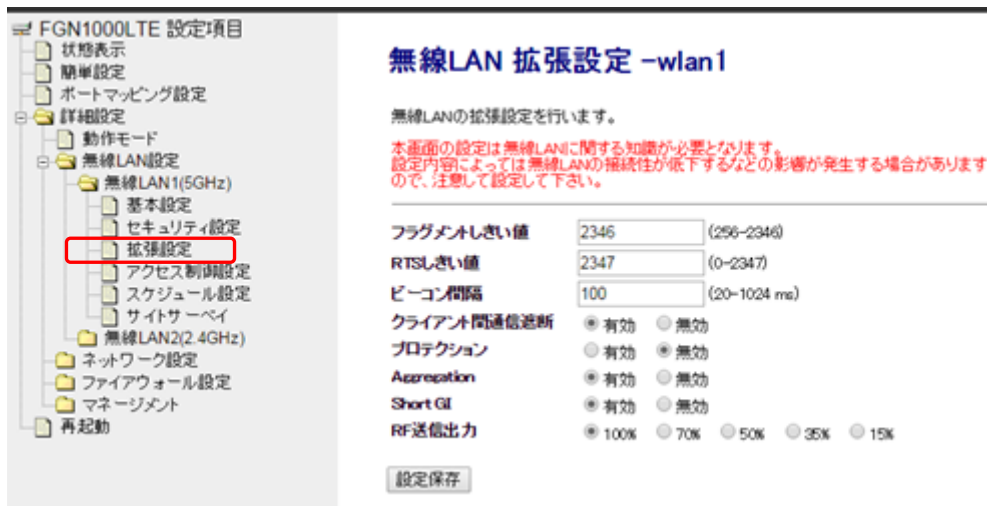 FGN1000LTE 設定項目
状態表示
簡単設定
ポートマッピング設定
詳細設定
動作モード
無線LAN設定
無線LAN1(5GHz)
基本設定
セキュリティ設定
拡張設定
アクセス制御設定
スケジュール設定
サイトサーベイ
無線LAN2(2.4GHz)
ネットワーク設定
ファイアウォール設定
マネージメント
再起動
無線LAN 拡張設定 -wlan1
無線LANの拡張設定を行います。
本画面の設定は無線LANに関する知識が必要となります。
設定内容によっては無線LANの接続性が低下するなどの影響が発生する場合があります
ので、注意して設定して下さい。
フラグメントしきい値 2346 (256-2346)
RTSしきい値 2347 (0-2347)
ビーコン間隔 100 (20-1024 ms)
クライアント間通信遮断 有効 無効
プロテクション 有効 無効
Aggregation 有効 無効
Short GI 有効 無効
RF送信出力 100% 70% 50% 35% 15%
設定保存